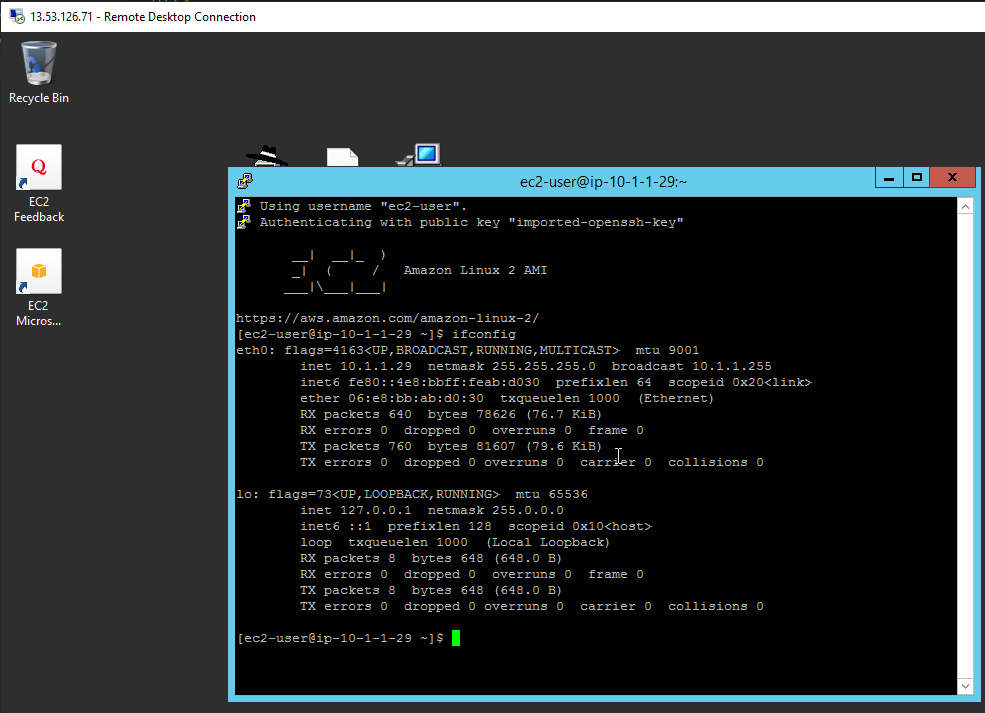 13.53.126.71 - Remote Desktop Connection
Recycle Bin
Q
EC2
Feedback
EC2
Micros...
ec2-user@ip-10-1-1-29:~
Using username "ec2-user".
Authenticating with public key "imported-openssh-key"
       __|  __|_  )
       _|  (     /   Amazon Linux 2 AMI
      ___|\___|___|
https://aws.amazon.com/amazon-linux-2/
[ec2-user@ip-10-1-1-29 ~]$ ifconfig
eth0: flags=4163<UP,BROADCAST,RUNNING,MULTICAST>  mtu 9001
        inet 10.1.1.29  netmask 255.255.255.0  broadcast 10.1.1.255
        inet6 fe80::4e8:bbff:feab:d030  prefixlen 64  scopeid 0x20<link>
        ether 06:e8:bb:ab:d0:30  txqueuelen 1000  (Ethernet)
        RX packets 640  bytes 78626 (76.7 KiB)
        RX errors 0  dropped 0  overruns 0  frame 0
        TX packets 760  bytes 81607 (79.6 KiB)
        TX errors 0  dropped 0 overruns 0  carrier 0  collisions 0
lo: flags=73<UP,LOOPBACK,RUNNING>  mtu 65536
        inet 127.0.0.1  netmask 255.0.0.0
        inet6 ::1  prefixlen 128  scopeid 0x10<host>
        loop  txqueuelen 1000  (Local Loopback)
        RX packets 8  bytes 648 (648.0 B)
        RX errors 0  dropped 0  overruns 0  frame 0
        TX packets 8  bytes 648 (648.0 B)
        TX errors 0  dropped 0 overruns 0  carrier 0  collisions 0
[ec2-user@ip-10-1-1-29 ~]$